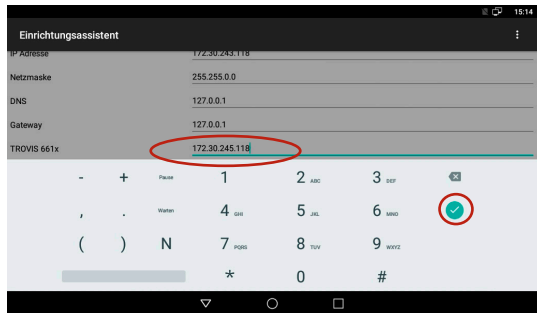 15:14
Einrichtungsassistent
IP Adresse 172.30.243.118
Netzmaske 255.255.0.0
DNS 127.0.0.1
Gateway 127.0.0.1
TROVIS 661x 172.30.245.118
- + Pause 1 2 ABC 3 DEF
, . Warten 4 GHI 5 JKL 6 MNO
( ) N 7 PQRS 8 TUV 9 WXYZ
* 0 #